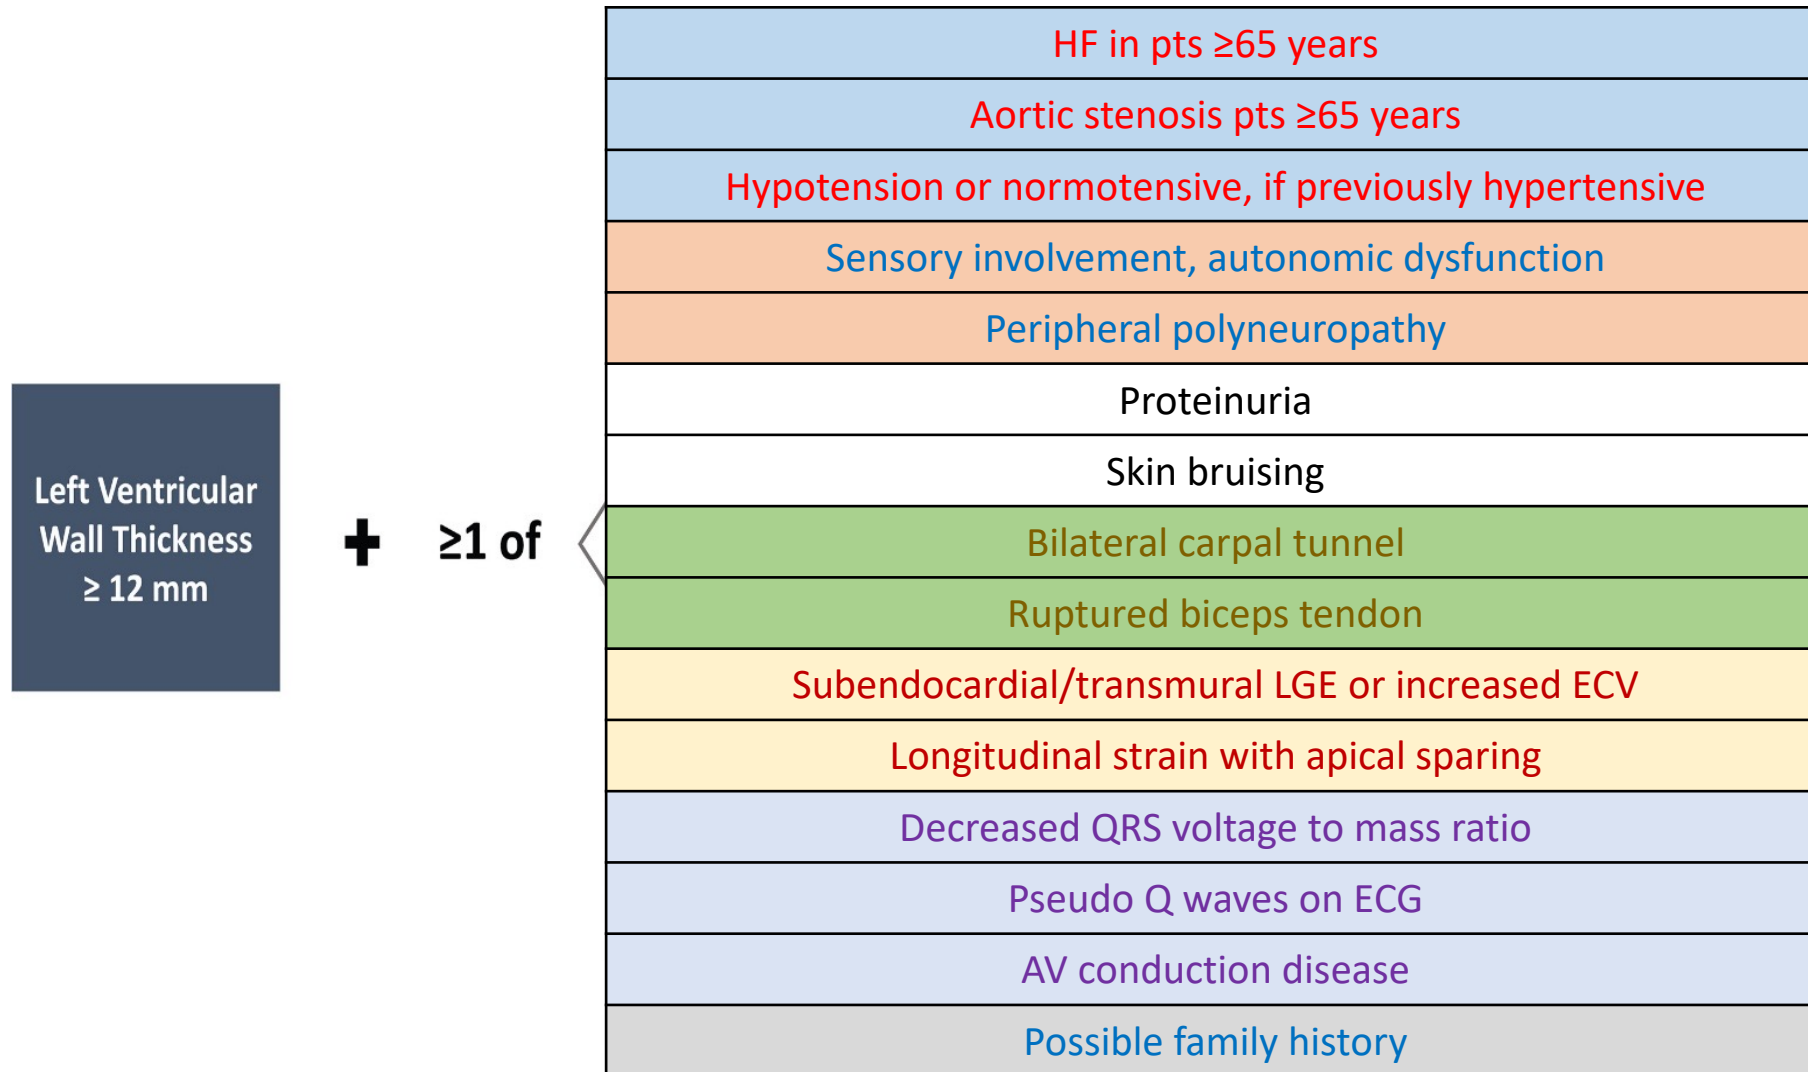 Left Ventricular
Wall Thickness
≥ 12 mm
+
≥1 of
HF in pts ≥65 years
Aortic stenosis pts ≥65 years
Hypotension or normotensive, if previously hypertensive
Sensory involvement, autonomic dysfunction
Peripheral polyneuropathy
Proteinuria
Skin bruising
Bilateral carpal tunnel
Ruptured biceps tendon
Subendocardial/transmural LGE or increased ECV
Longitudinal strain with apical sparing
Decreased QRS voltage to mass ratio
Pseudo Q waves on ECG
AV conduction disease
Possible family history